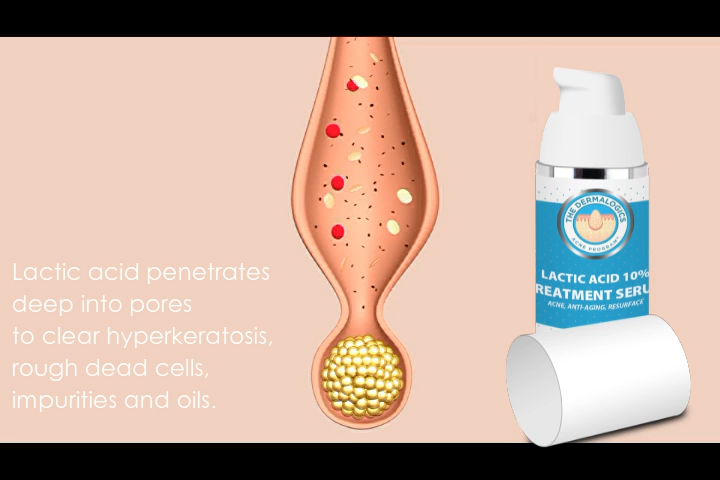 Lactic acid penetrates
deep into pores
to clear hyperkeratosis,
rough dead cells,
impurities and oils.
THE DERMALOGICS
ACNE PROGRAM
LACTIC ACID 10%
REATMENT SERU
ACNE, ANTI-AGING, RESURFACE